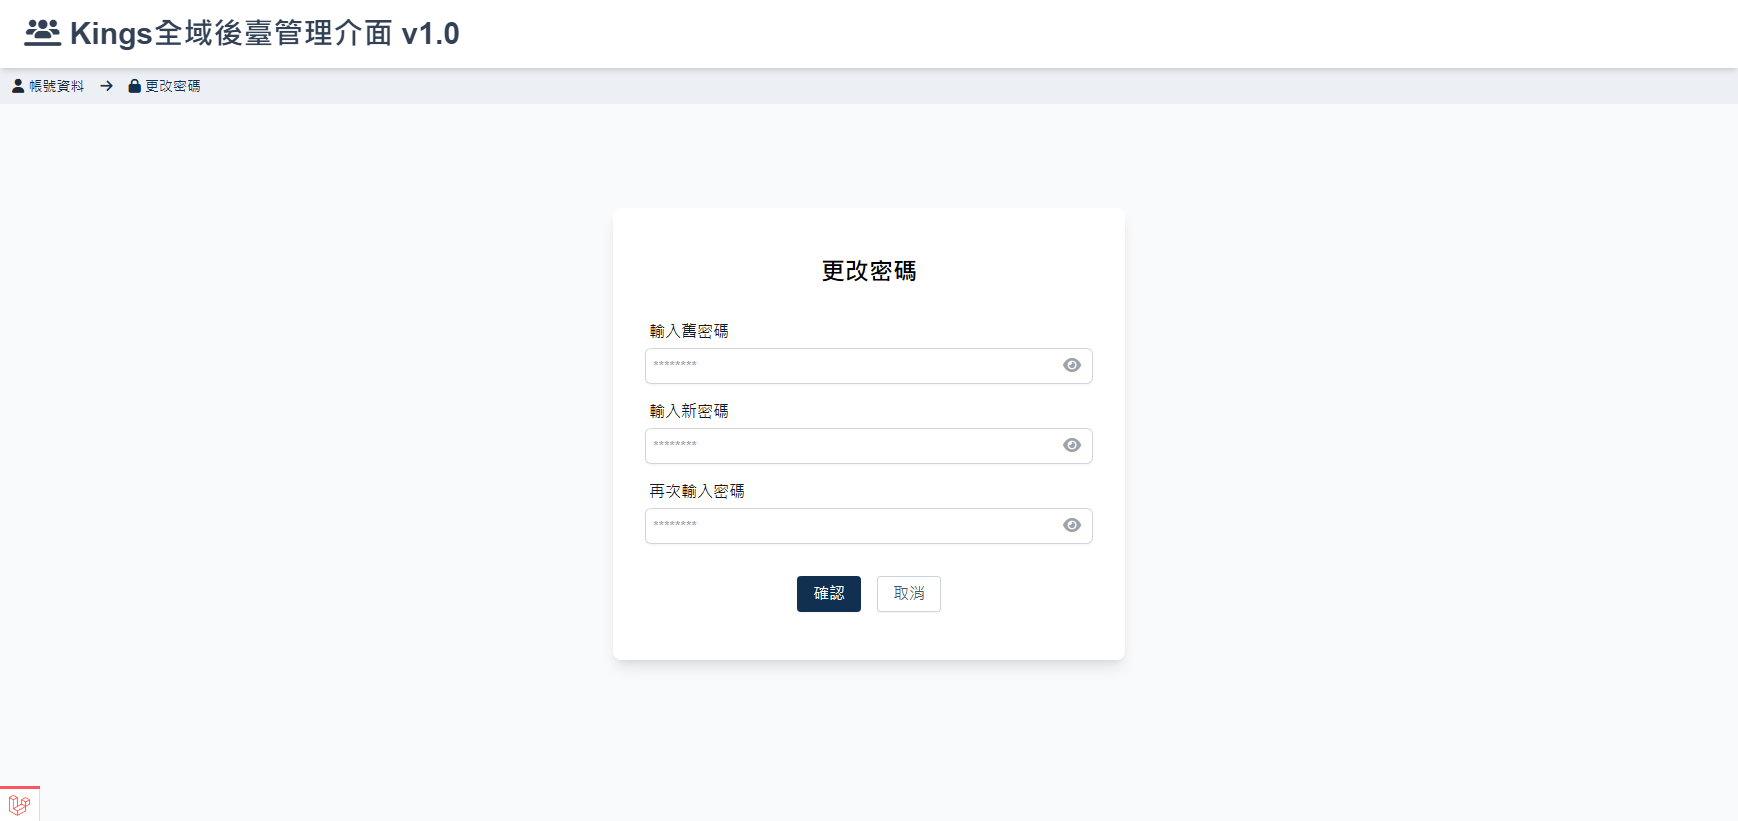 Kings全域後臺管理介面 v1.0
帳號資料 → 更改密碼
更改密碼
輸入舊密碼
********
輸入新密碼
********
再次輸入密碼
********
確認 取消